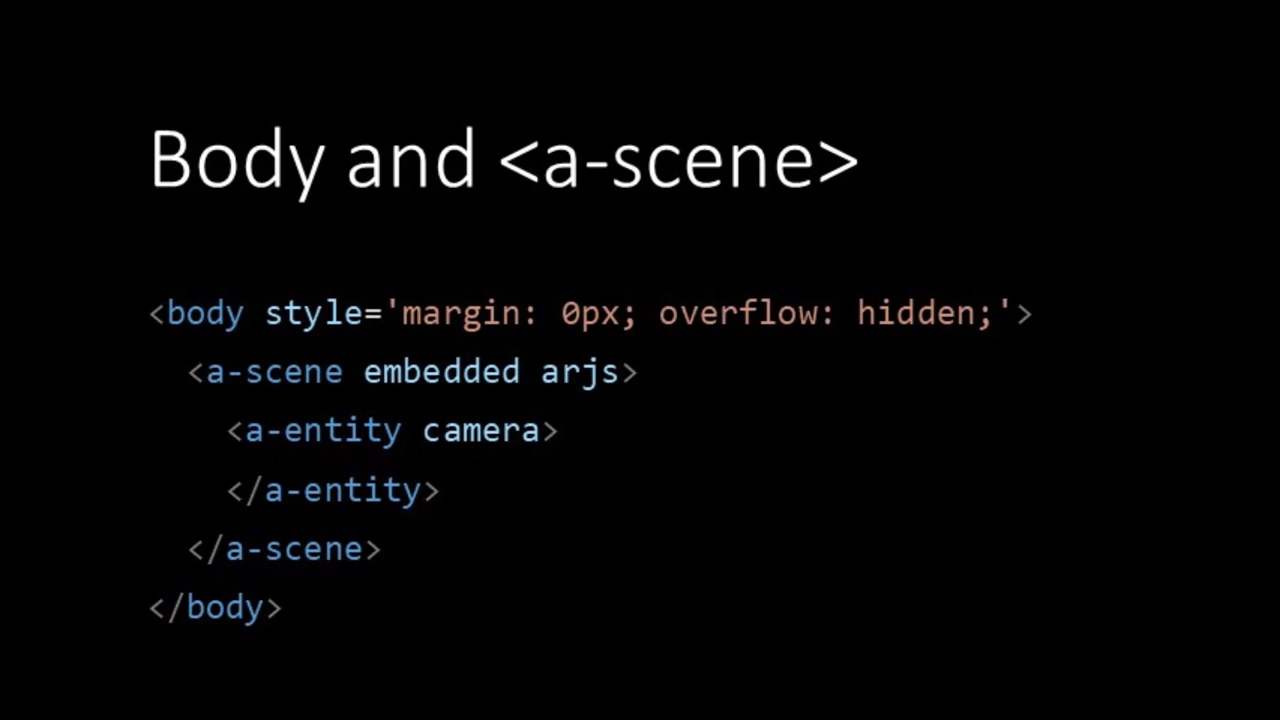 Body and <a-scene>
<body style='margin: 0px; overflow: hidden;'>
<a-scene embedded arjs>
<a-entity camera>
</a-entity>
</a-scene>
</body>